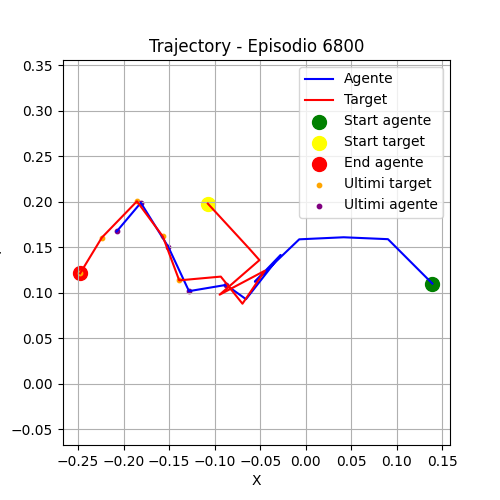 Trajectory - Episodio 6800
0.35
0.30
0.25
0.20
0.15
0.10
0.05
0.00
−0.05
Agente
Target
Start agente
Start target
End agente
Ultimi target
Ultimi agente
−0.25 −0.20 −0.15 −0.10 −0.05 0.00 0.05 0.10 0.15
X